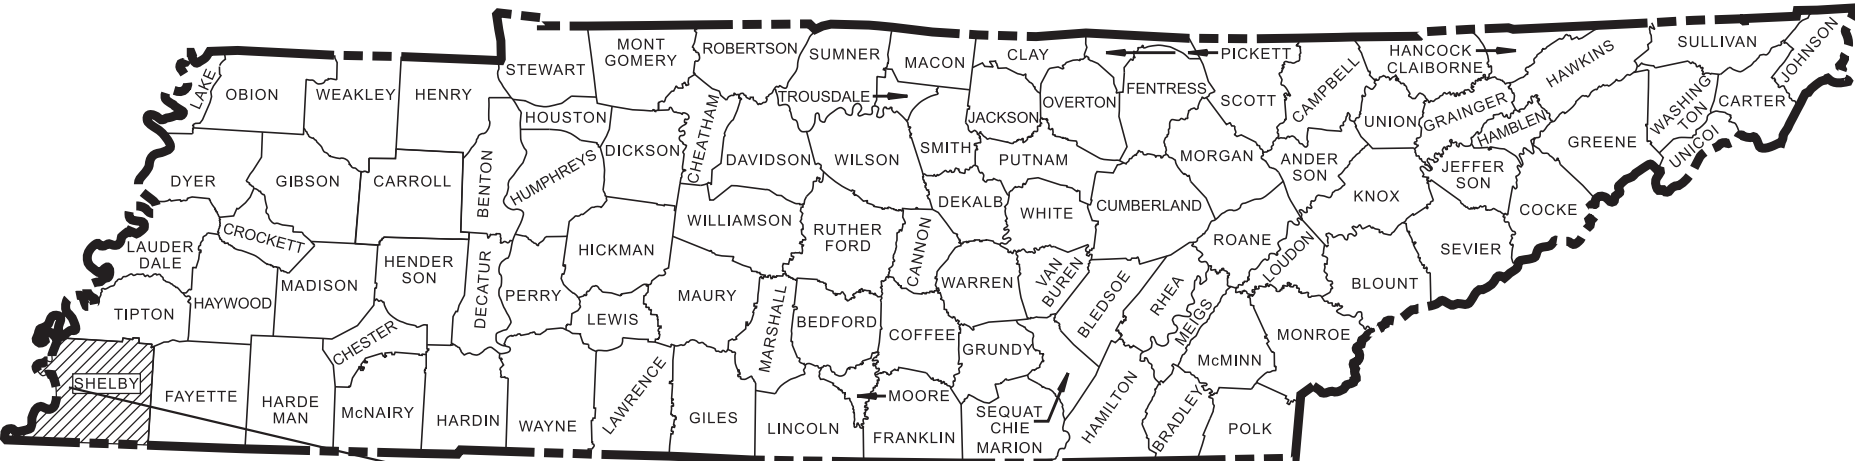 LAKE
OBION
WEAKLEY
HENRY
STEWART
MONT
GOMERY
ROBERTSON
SUMNER
MACON
CLAY
PICKETT
HANCOCK
CLAIBORNE
HAWKINS
SULLIVAN
JOHNSON
TROUSDALE
HOUSTON
CHEATHAM
JACKSON
OVERTON
FENTRESS
SCOTT
CAMPBELL
UNION
GRAINGER
HAMBLEN
WASHING
TON
CARTER
UNICOI
GREENE
DYER
GIBSON
CARROLL
BENTON
HUMPHREYS
DICKSON
DAVIDSON
WILSON
SMITH
PUTNAM
MORGAN
ANDER
SON
KNOX
JEFFER
SON
COCKE
LAUDER
DALE
CROCKETT
WILLIAMSON
RUTHER
FORD
CANNON
DEKALB
WHITE
CUMBERLAND
ROANE
LOUDON
BLOUNT
SEVIER
TIPTON
HAYWOOD
MADISON
HENDER
SON
DECATUR
PERRY
HICKMAN
LEWIS
MAURY
MARSHALL
BEDFORD
COFFEE
WARREN
VAN
BUREN
BLEDSOE
RHEA
MEIGS
McMINN
MONROE
SHELBY
FAYETTE
HARDE
MAN
CHESTER
McNAIRY
HARDIN
WAYNE
LAWRENCE
GILES
LINCOLN
MOORE
FRANKLIN
GRUNDY
SEQUAT
CHIE
MARION
HAMILTON
BRADLEY
POLK